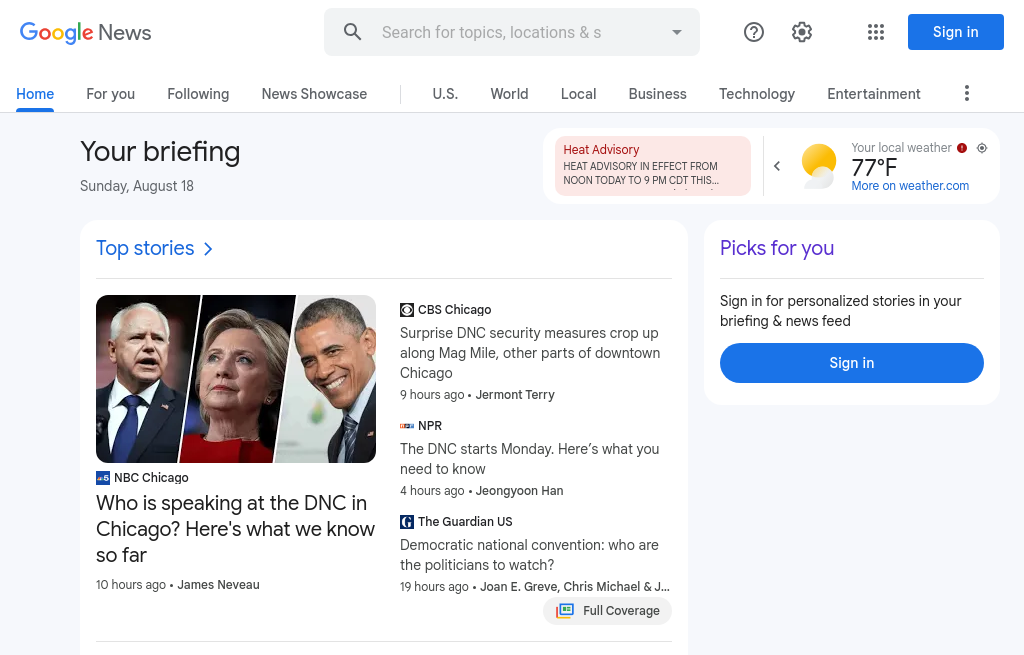 Google News
Search for topics, locations & s
Sign in
Home
For you
Following
News Showcase
U.S.
World
Local
Business
Technology
Entertainment
Your briefing
Sunday, August 18
Heat Advisory
HEAT ADVISORY IN EFFECT FROM
NOON TODAY TO 9 PM CDT THIS...
Your local weather
77°F
More on weather.com
Top stories
NBC Chicago
Who is speaking at the DNC in
Chicago? Here's what we know
so far
10 hours ago • James Neveau
CBS Chicago
Surprise DNC security measures crop up
along Mag Mile, other parts of downtown
Chicago
9 hours ago • Jermont Terry
NPR
The DNC starts Monday. Here’s what you
need to know
4 hours ago • Jeongyoon Han
The Guardian US
Democratic national convention: who are
the politicians to watch?
19 hours ago • Joan E. Greve, Chris Michael & J...
Full Coverage
Picks for you
Sign in for personalized stories in your
briefing & news feed
Sign in